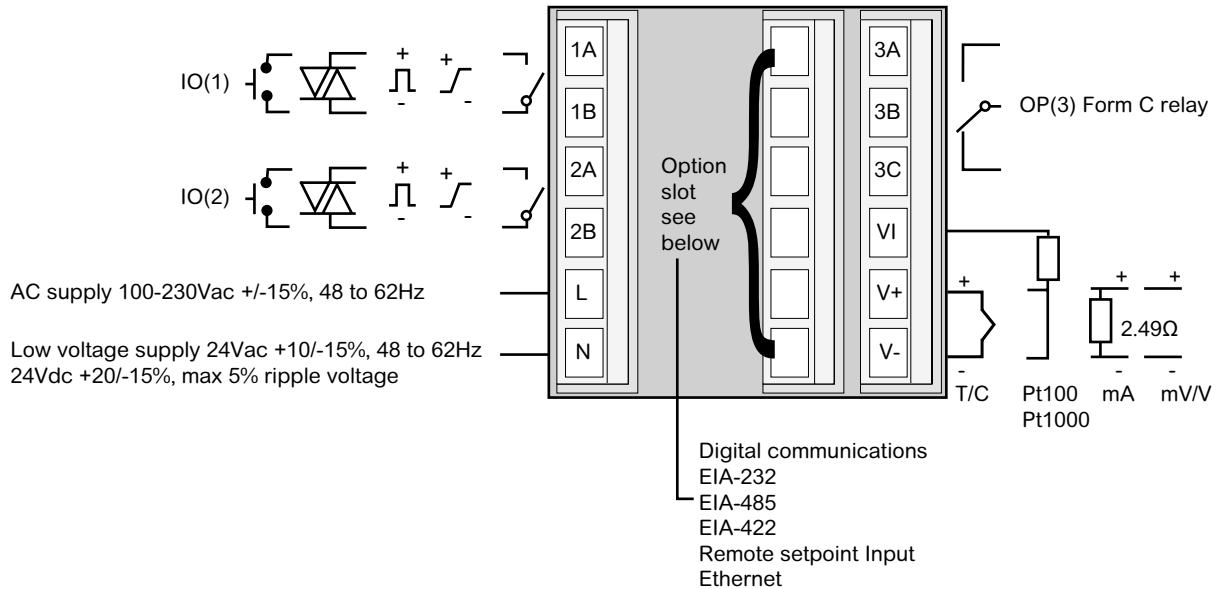 IO(1)
+
-
+
-
1A
1B
IO(2)
+
-
+
-
2A
2B
AC supply 100-230Vac +/-15%, 48 to 62Hz
L
Low voltage supply 24Vac +10/-15%, 48 to 62Hz
24Vdc +20/-15%, max 5% ripple voltage
N
Option
slot
see
below
3A
3B
3C
OP(3) Form C relay
VI
V+
V-
+
-
T/C
Pt100
Pt1000
+
2.49Ω
-
mA
+
-
mV/V
Digital communications
EIA-232
EIA-485
EIA-422
Remote setpoint Input
Ethernet